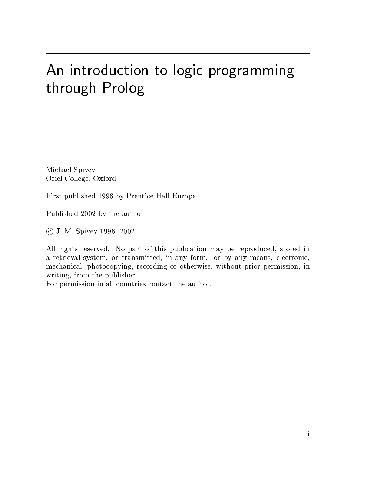 An introduction to logic programming
through Prolog
Michael Spivey
Oriel College, Oxford
First published 1996 by Prentice Hall Europe
Published 2002 by the author
© J. M. Spivey 1996, 2002
All rights reserved. No part of this publication may be reproduced, stored in
a retrieval system, or transmitted, in any form, or by any means, electronic,
mechanical, photocopying, recording or otherwise, without prior permission, in
writing, from the publisher.
For permission in all countries contact the author.
i